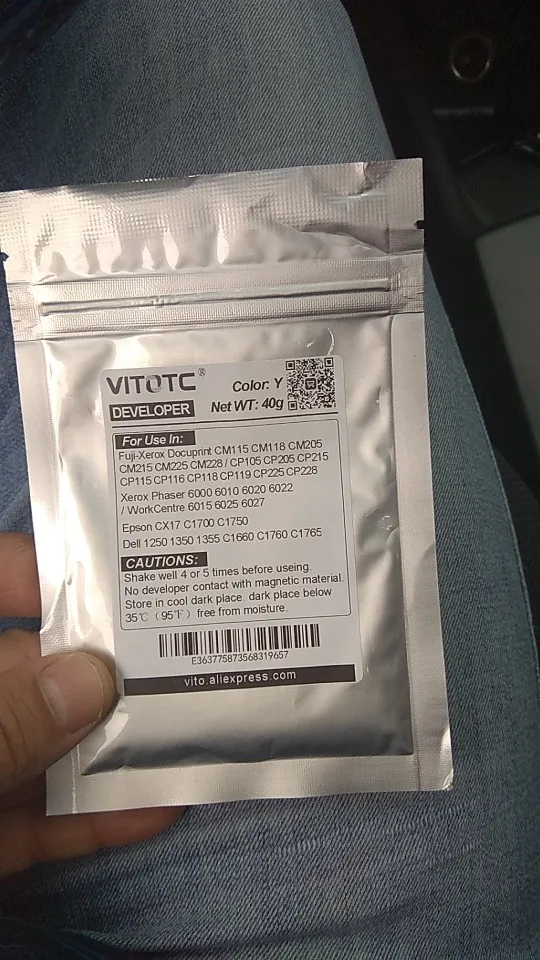 VITOTC®
Color: Y
DEVELOPER
Net WT: 40g
For Use In:
Fuji-Xerox Docuprint CM115 CM118 CM205
CM215 CM225 CM228 / CP105 CP205 CP215
CP115 CP116 CP118 CP119 CP225 CP228
Xerox Phaser 6000 6010 6020 6022
/ WorkCentre 6015 6025 6027
Epson CX17 C1700 C1750
Dell 1250 1350 1355 C1660 C1760 C1765
CAUTIONS:
Shake well 4 or 5 times before useing.
No developer contact with magnetic material.
Store in cool dark place. dark place below
35℃ (95℉) free from moisture.
E363775873568319657
vito.aliexpress.com